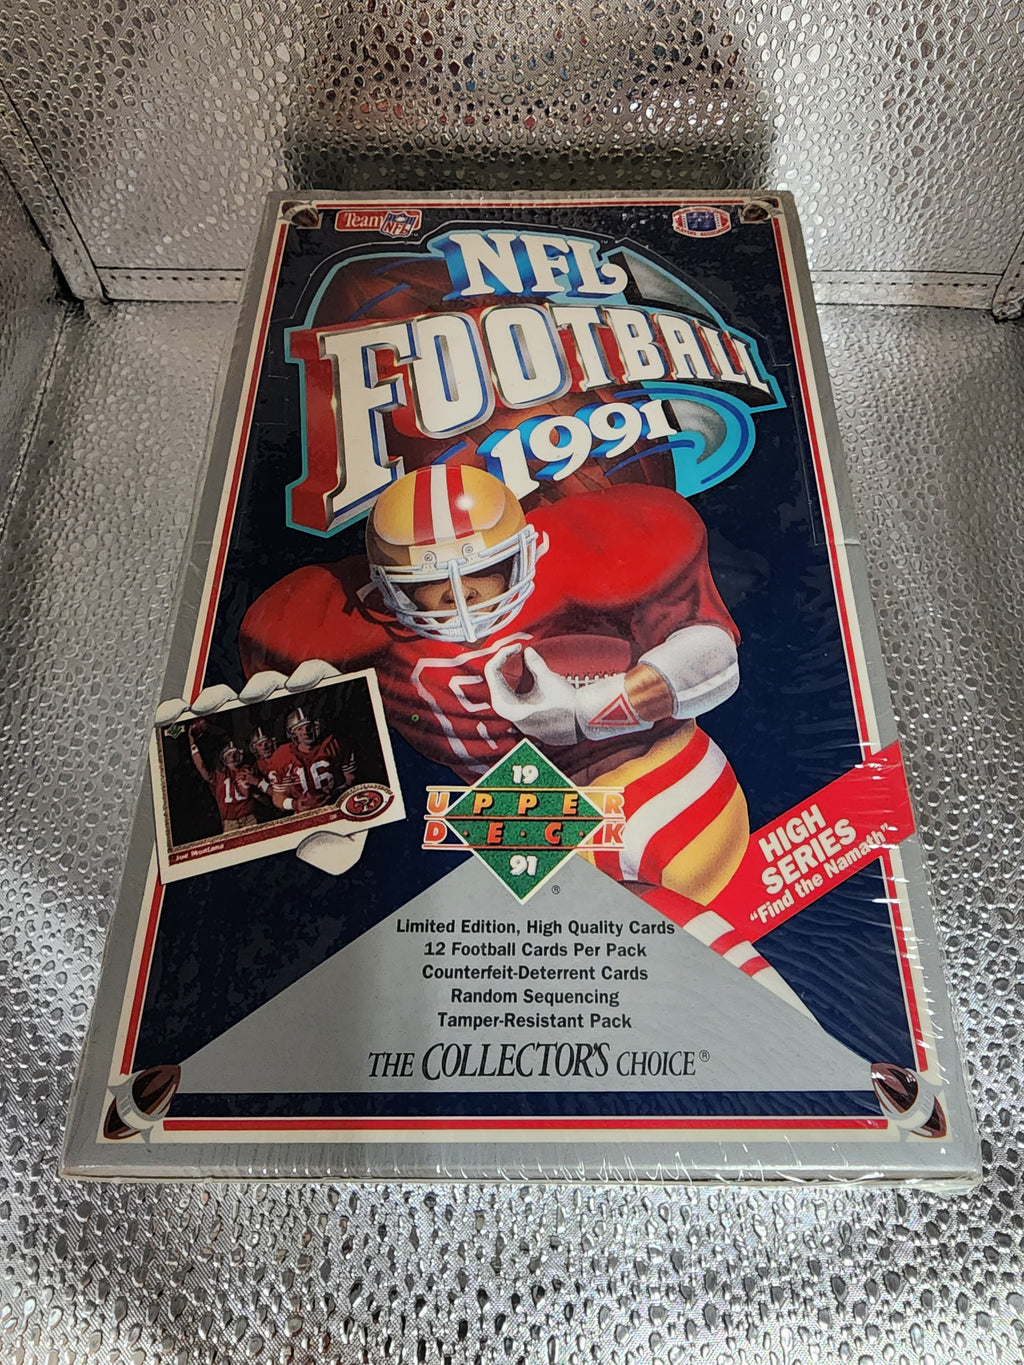 Team NFL
NFL
FOOTBALL
1991
16
Joe Montana
19
UPPER
D·E·C·K
91
®
HIGH
SERIES
"Find the Namath"
Limited Edition, High Quality Cards
12 Football Cards Per Pack
Counterfeit-Deterrent Cards
Random Sequencing
Tamper-Resistant Pack
THE COLLECTOR'S CHOICE®